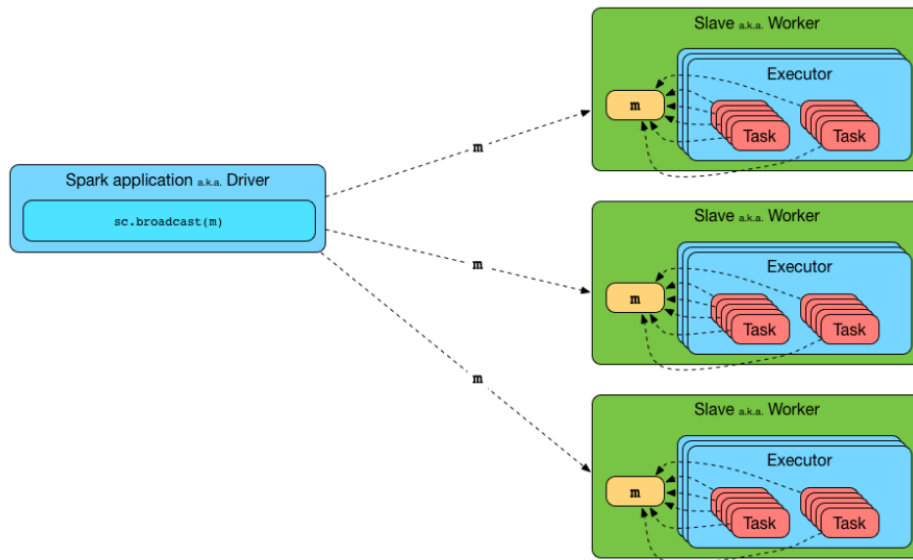 Slave a.k.a. Worker
Executor
m
Task
Task
m
Spark application a.k.a. Driver
sc.broadcast(m)
Slave a.k.a. Worker
Executor
m
m
Task
Task
m
Slave a.k.a. Worker
Executor
m
Task
Task